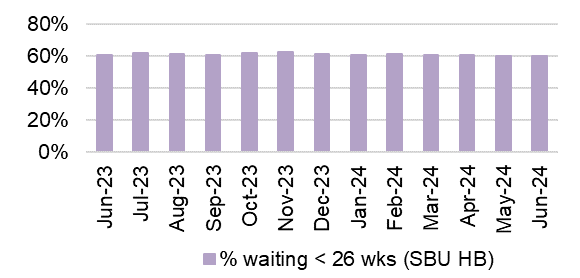 80%
60%
40%
20%
0%
Jun-23
Jul-23
Aug-23
Sep-23
Oct-23
Nov-23
Dec-23
Jan-24
Feb-24
Mar-24
Apr-24
May-24
Jun-24
% waiting < 26 wks (SBU HB)